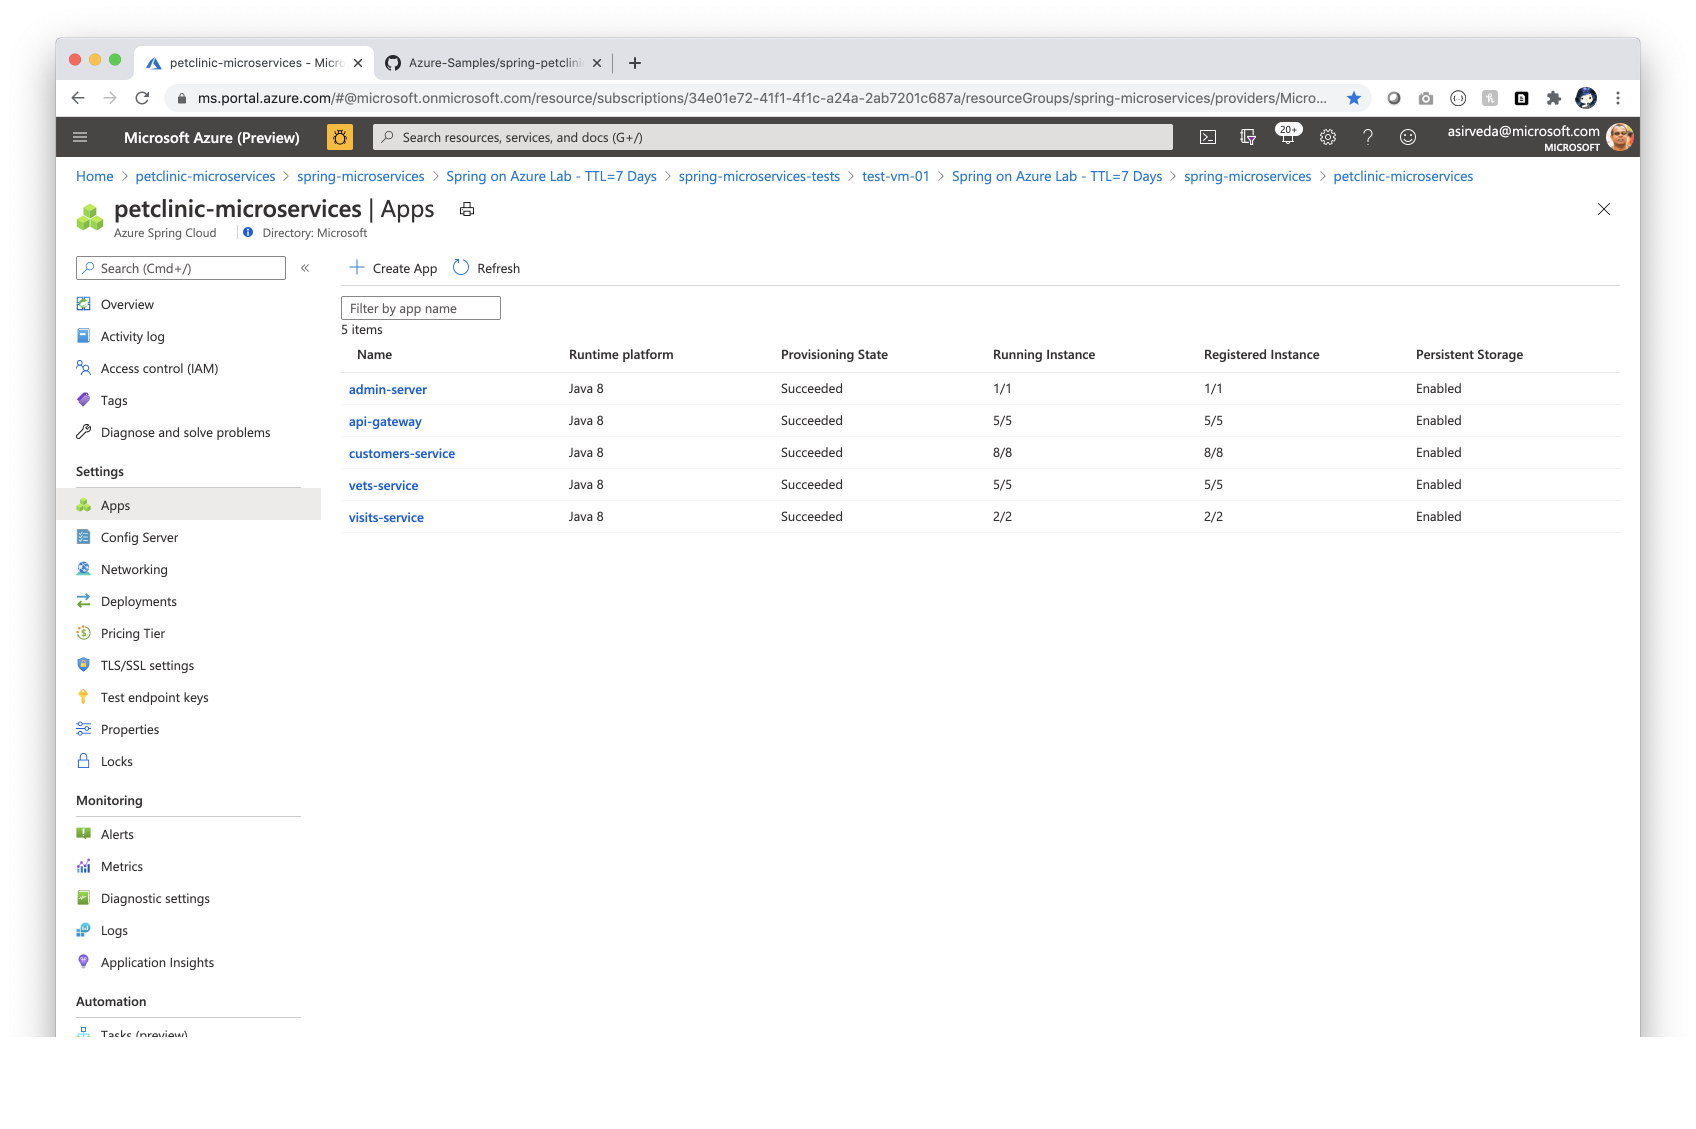 petclinic-microservices - Micro
Azure-Samples/spring-petclini
ms.portal.azure.com/#@microsoft.onmicrosoft.com/resource/subscriptions/34e01e72-41f1-4f1c-a24a-2ab7201c687a/resourceGroups/spring-microservices/providers/Micro...
Microsoft Azure (Preview)
Search resources, services, and docs (G+/)
20+
asirveda@microsoft.com
MICROSOFT
Home > petclinic-microservices > spring-microservices > Spring on Azure Lab - TTL=7 Days > spring-microservices-tests > test-vm-01 > Spring on Azure Lab - TTL=7 Days > spring-microservices > petclinic-microservices
petclinic-microservices | Apps
Azure Spring Cloud
Directory: Microsoft
Search (Cmd+/)
«
Overview
Activity log
Access control (IAM)
Tags
Diagnose and solve problems
Settings
Apps
Config Server
Networking
Deployments
Pricing Tier
TLS/SSL settings
Test endpoint keys
Properties
Locks
Monitoring
Alerts
Metrics
Diagnostic settings
Logs
Application Insights
Automation
Tasks (preview)
Create App
Refresh
Filter by app name
5 items
Name Runtime platform Provisioning State Running Instance Registered Instance Persistent Storage
admin-server Java 8 Succeeded 1/1 1/1 Enabled
api-gateway Java 8 Succeeded 5/5 5/5 Enabled
customers-service Java 8 Succeeded 8/8 8/8 Enabled
vets-service Java 8 Succeeded 5/5 5/5 Enabled
visits-service Java 8 Succeeded 2/2 2/2 Enabled